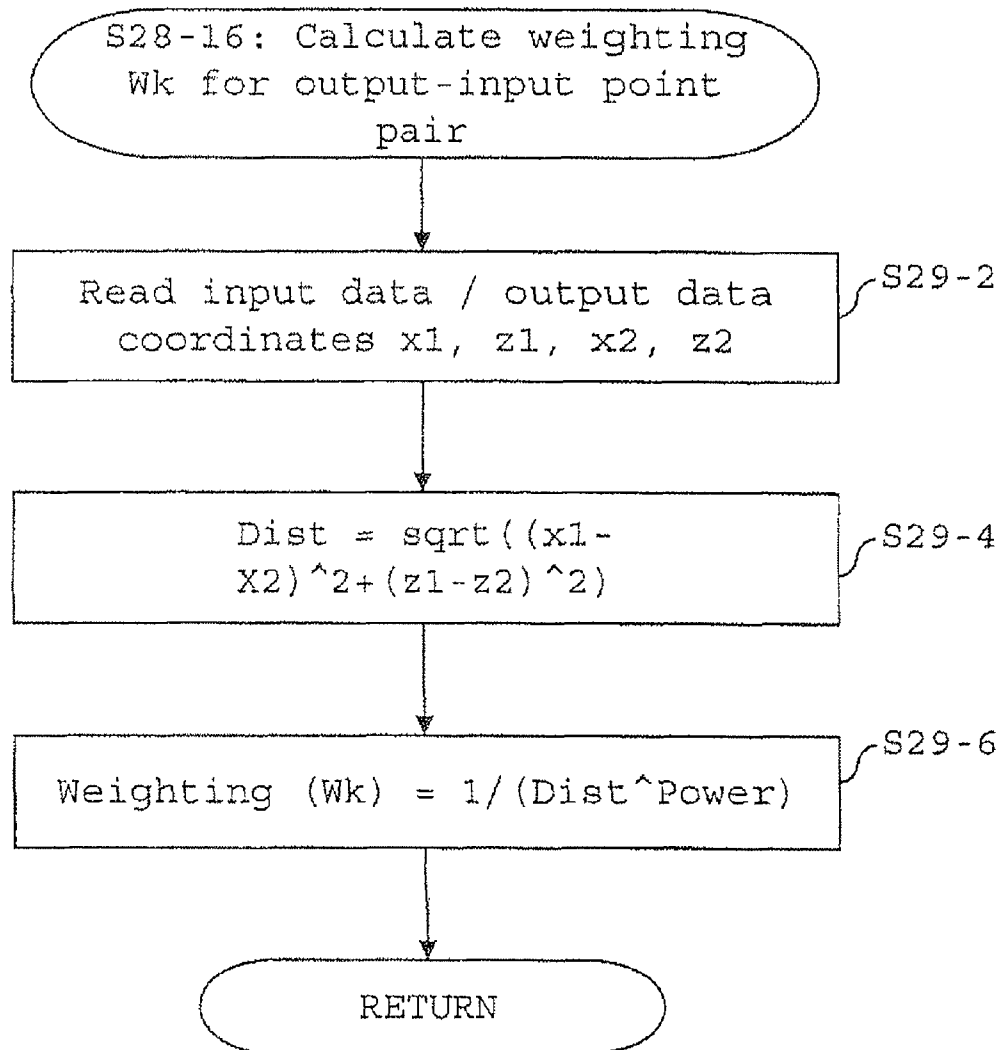 S28-16: Calculate weighting
Wk for output-input point
pair
Read input data / output data
coordinates x1, z1, x2, z2
S29-2
Dist = sqrt((x1-
X2)^2+(z1-z2)^2)
S29-4
Weighting (Wk) = 1/(Dist^Power)
S29-6
RETURN